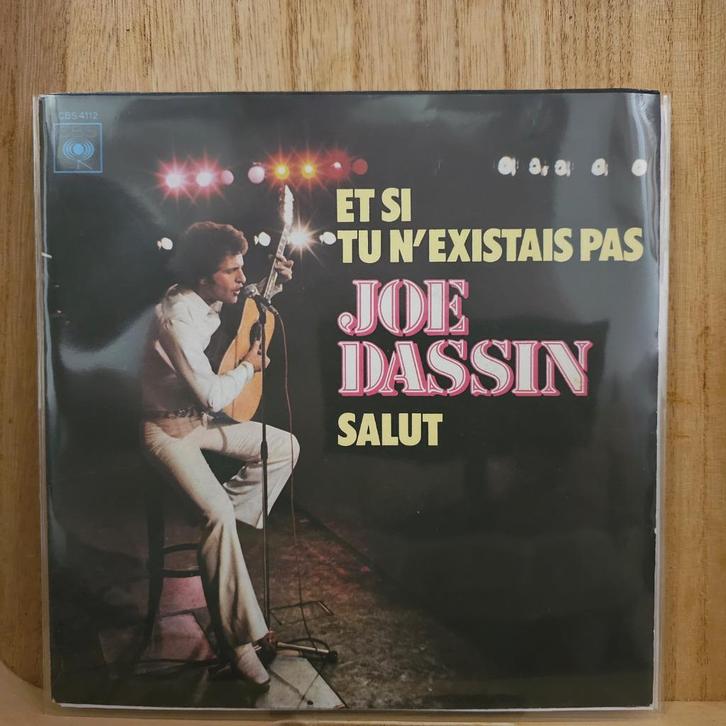 CBS 4112
CBS
ET SI
TU N'EXISTAIS PAS
JOE
DASSIN
SALUT